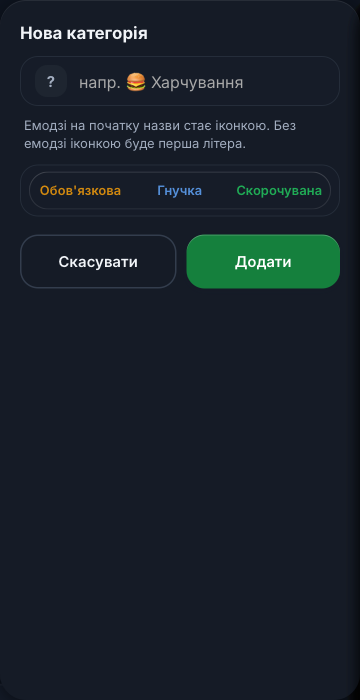 Нова категорія
?
напр. 🍔 Харчування
Емодзі на початку назви стає іконкою. Без
емодзі іконкою буде перша літера.
Обов'язкова Гнучка Скорочувана
Скасувати Додати